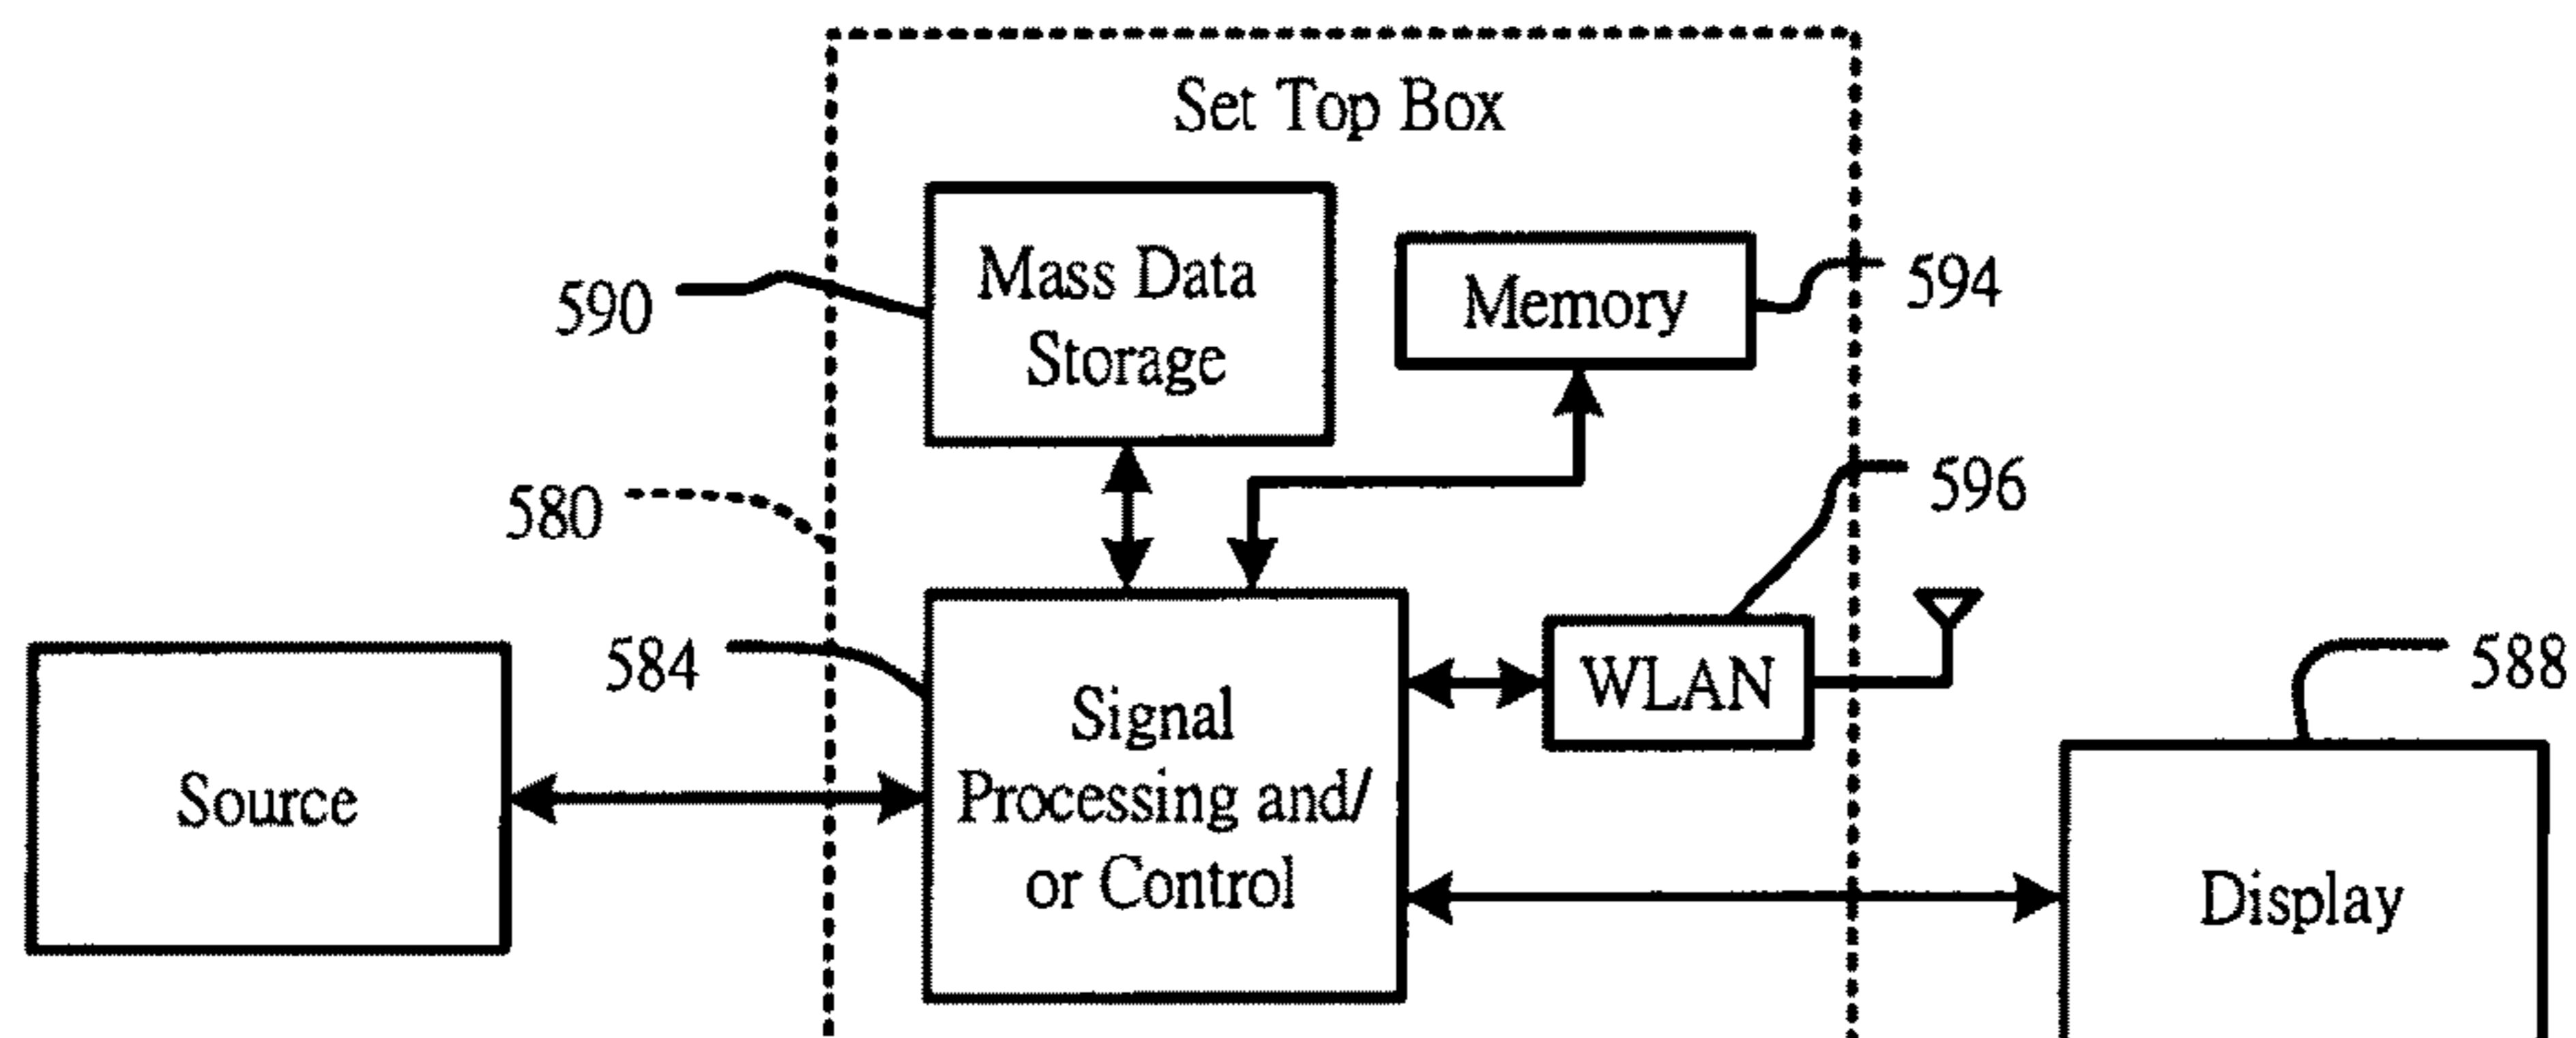 Set Top Box
Mass Data
Storage
590
Memory
594
580
596
584
Source
Signal
Processing and/
or Control
WLAN
588
Display